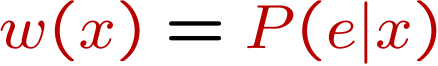 w(x) = P(e|x)